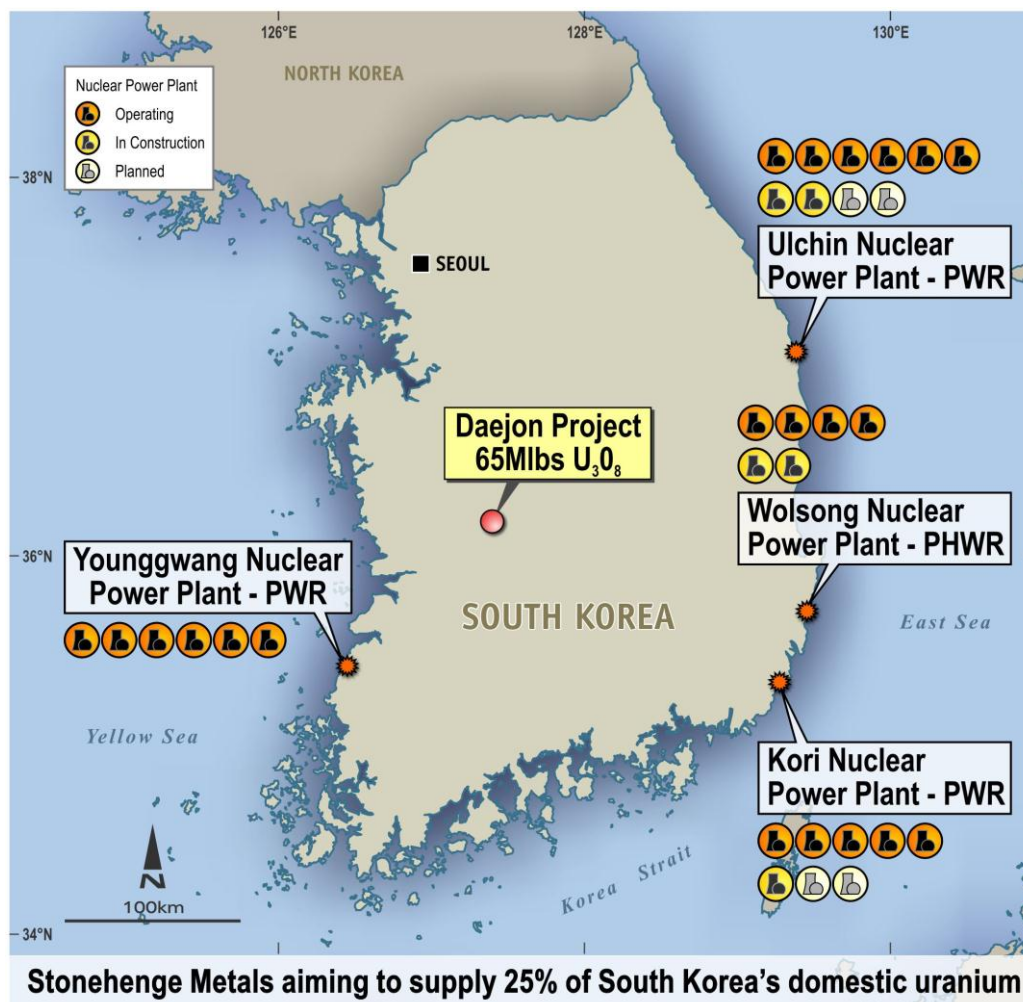 126°E
128°E
130°E
NORTH KOREA
Nuclear Power Plant
Operating
In Construction
Planned
38°N
SEOUL
Ulchin Nuclear
Power Plant - PWR
Daejon Project
65Mlbs U₃0₈
Wolsong Nuclear
Power Plant - PHWR
36°N
Younggwang Nuclear
Power Plant - PWR
SOUTH KOREA
East Sea
Yellow Sea
Kori Nuclear
Power Plant - PWR
Korea Strait
N
100km
34°N
Stonehenge Metals aiming to supply 25% of South Korea's domestic uranium